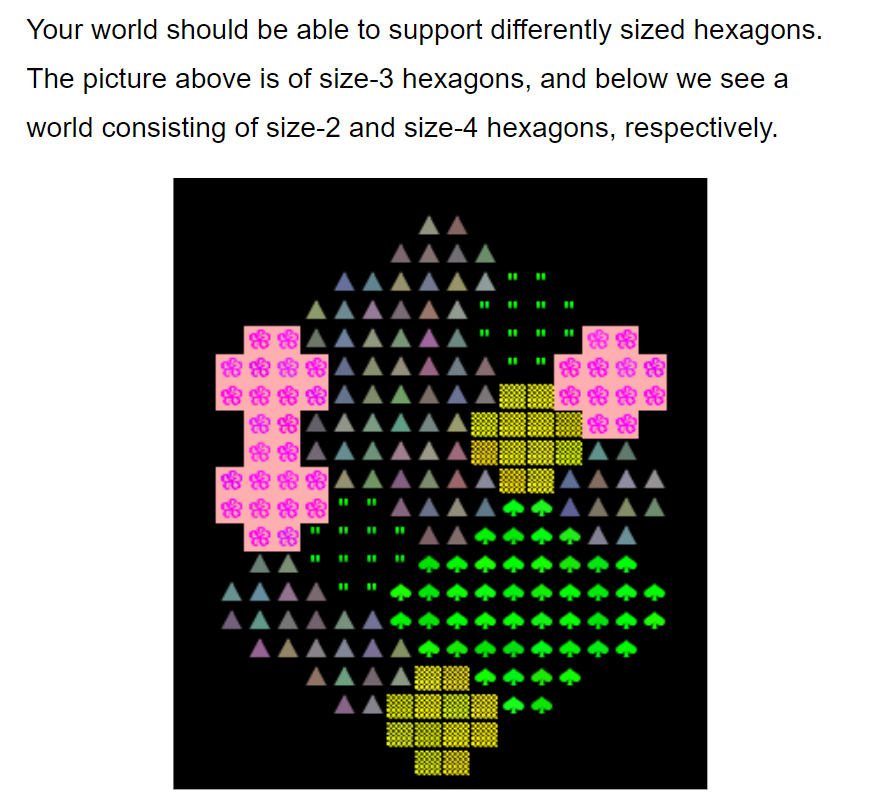 Your world should be able to support differently sized hexagons.
The picture above is of size-3 hexagons, and below we see a
world consisting of size-2 and size-4 hexagons, respectively.